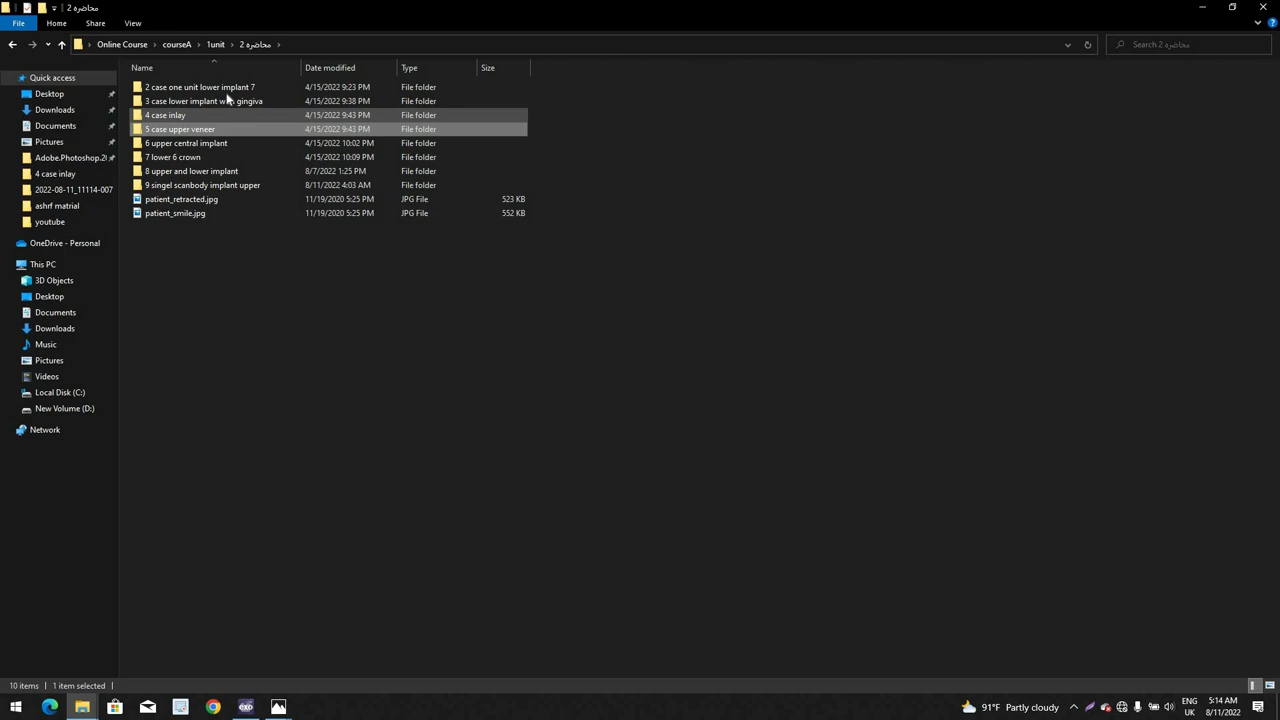 محاضره 2
File
Home
Share
View
Online Course
courseA
1unit
محاضره 2
Search محاضره 2
Name
Date modified
Type
Size
2 case one unit lower implant 7
4/15/2022 9:23 PM
File folder
3 case lower implant with gingiva
4/15/2022 9:38 PM
File folder
4 case inlay
4/15/2022 9:43 PM
File folder
5 case upper veneer
4/15/2022 9:43 PM
File folder
6 upper central implant
4/15/2022 10:02 PM
File folder
7 lower 6 crown
4/15/2022 10:09 PM
File folder
8 upper and lower implant
8/7/2022 1:25 PM
File folder
9 singel scanbody implant upper
8/11/2022 4:03 AM
File folder
patient_retracted.jpg
11/19/2020 5:25 PM
JPG File
523 KB
patient_smile.jpg
11/19/2020 5:25 PM
JPG File
552 KB
Quick access
Desktop
Downloads
Documents
Pictures
Adobe.Photoshop.20
4 case inlay
2022-08-11_11114-007
ashrf matrial
youtube
OneDrive - Personal
This PC
3D Objects
Desktop
Documents
Downloads
Music
Pictures
Videos
Local Disk (C:)
New Volume (D:)
Network
10 items
1 item selected
exo
91°F Partly cloudy
ENG
UK
5:14 AM
8/11/2022